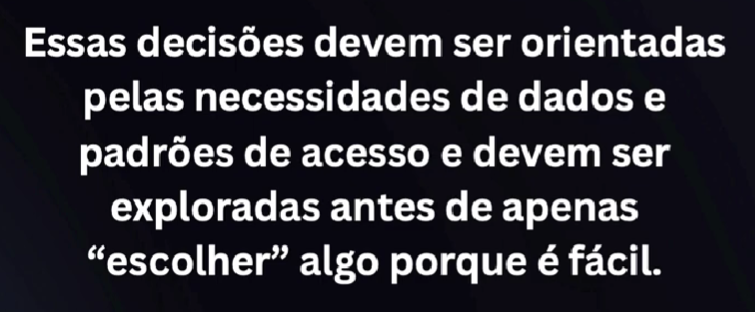 Essas decisões devem ser orientadas
pelas necessidades de dados e
padrões de acesso e devem ser
exploradas antes de apenas
“escolher” algo porque é fácil.